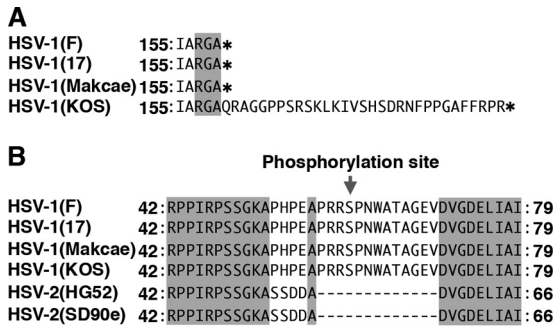 A
HSV-1(F) 155:IARGA*
HSV-1(17) 155:IARGA*
HSV-1(Makcae) 155:IARGA*
HSV-1(KOS) 155:IARGAQRAGGPPSRSKLKIVSHSDRNFPPGAFFRPR*
B
Phosphorylation site
HSV-1(F) 42:RPPIRPSSGKAPHPEAPRRSPNWATAGEVDVGDELIAI:79
HSV-1(17) 42:RPPIRPSSGKAPHPEAPRRSPNWATAGEVDVGDELIAI:79
HSV-1(Makcae) 42:RPPIRPSSGKAPHPEAPRRSPNWATAGEVDVGDELIAI:79
HSV-1(KOS) 42:RPPIRPSSGKAPHPEAPRRSPNWATAGEVDVGDELIAI:79
HSV-2(HG52) 42:RPPIRPSSGKASSDDA-------------DVGDELIAI:66
HSV-2(SD90e) 42:RPPIRPSSGKASSDDA-------------DVGDELIAI:66